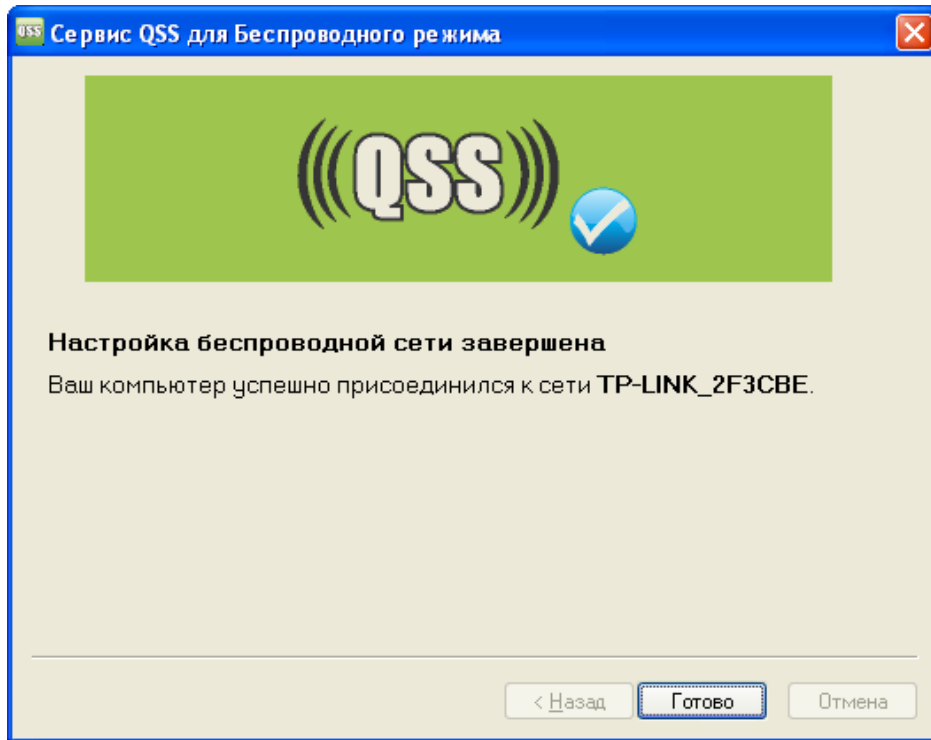 QSS Сервис QSS для Беспроводного режима
QSS
Настройка беспроводной сети завершена
Ваш компьютер успешно присоединился к сети TP-LINK_2F3CBE.
< Назад Готово Отмена